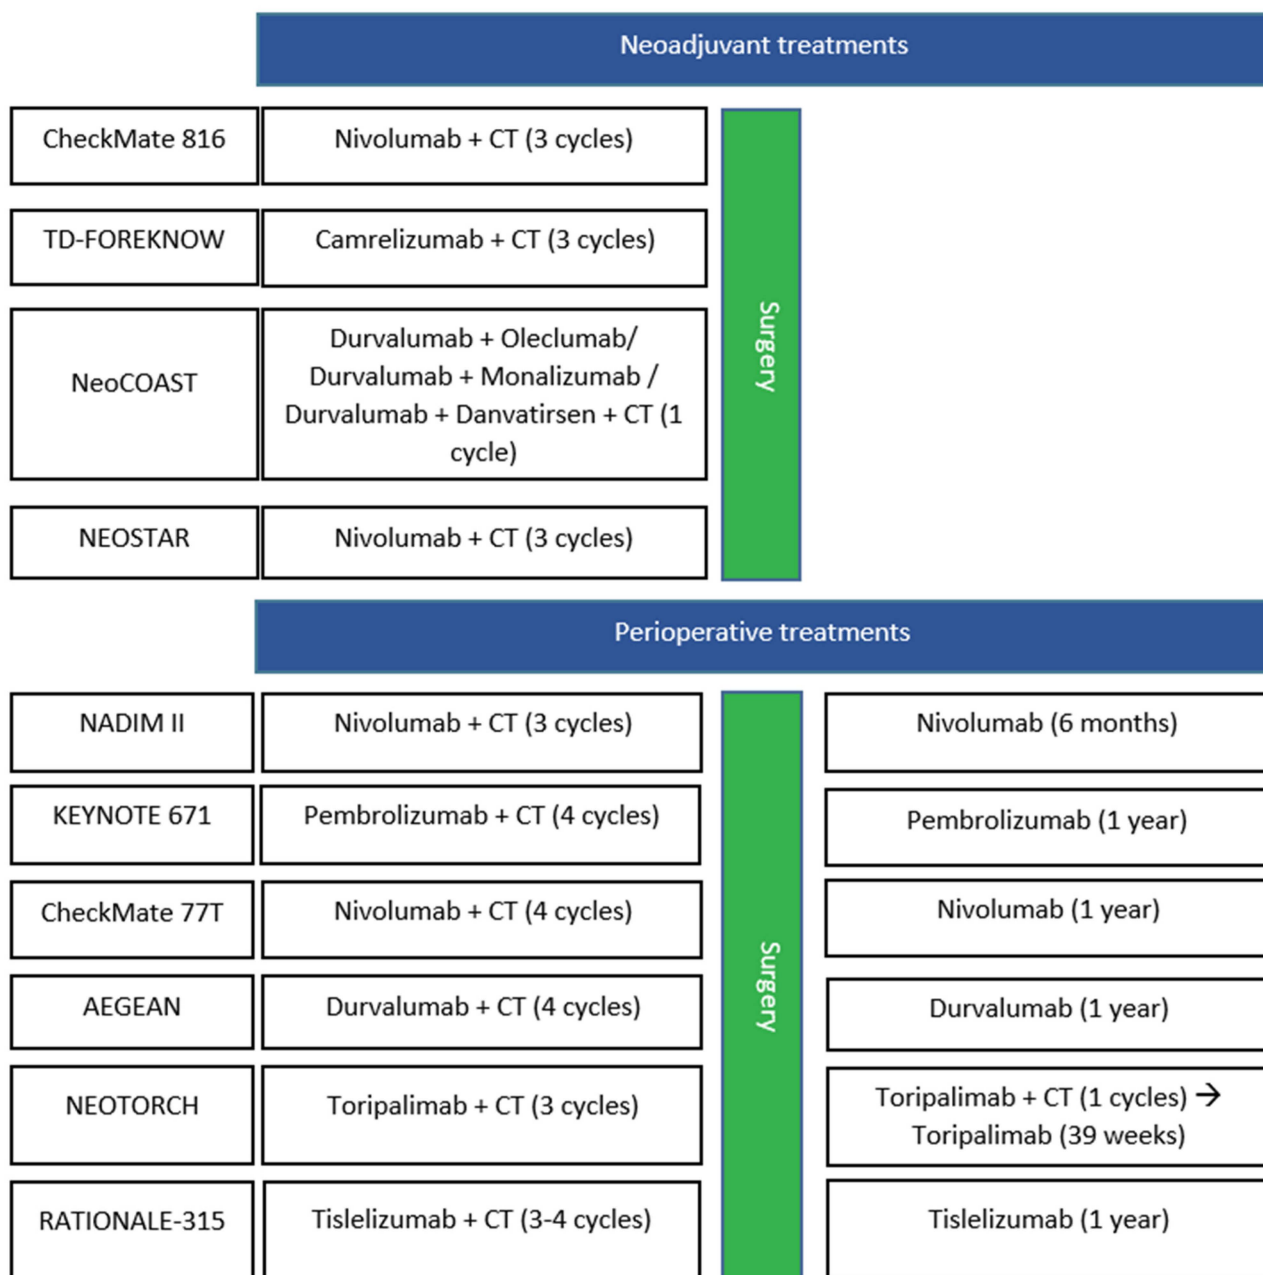 Neoadjuvant treatments
CheckMate 816
Nivolumab + CT (3 cycles)
TD-FOREKNOW
Camrelizumab + CT (3 cycles)
NeoCOAST
Durvalumab + Oleclumab/
Durvalumab + Monalizumab /
Durvalumab + Danvatirsen + CT (1
cycle)
NEOSTAR
Nivolumab + CT (3 cycles)
Surgery
Perioperative treatments
NADIM II
Nivolumab + CT (3 cycles)
Nivolumab (6 months)
KEYNOTE 671
Pembrolizumab + CT (4 cycles)
Pembrolizumab (1 year)
CheckMate 77T
Nivolumab + CT (4 cycles)
Nivolumab (1 year)
AEGEAN
Durvalumab + CT (4 cycles)
Durvalumab (1 year)
NEOTORCH
Toripalimab + CT (3 cycles)
Toripalimab + CT (1 cycles) →
Toripalimab (39 weeks)
RATIONALE-315
Tislelizumab + CT (3-4 cycles)
Tislelizumab (1 year)
Surgery